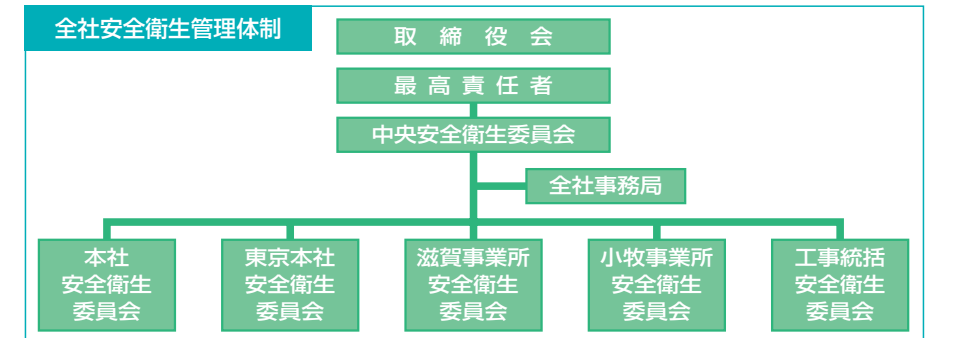 全社安全衛生管理体制
取締役会
最高責任者
中央安全衛生委員会
全社事務局
本社
安全衛生
委員会
東京本社
安全衛生
委員会
滋賀事業所
安全衛生
委員会
小牧事業所
安全衛生
委員会
工事統括
安全衛生
委員会